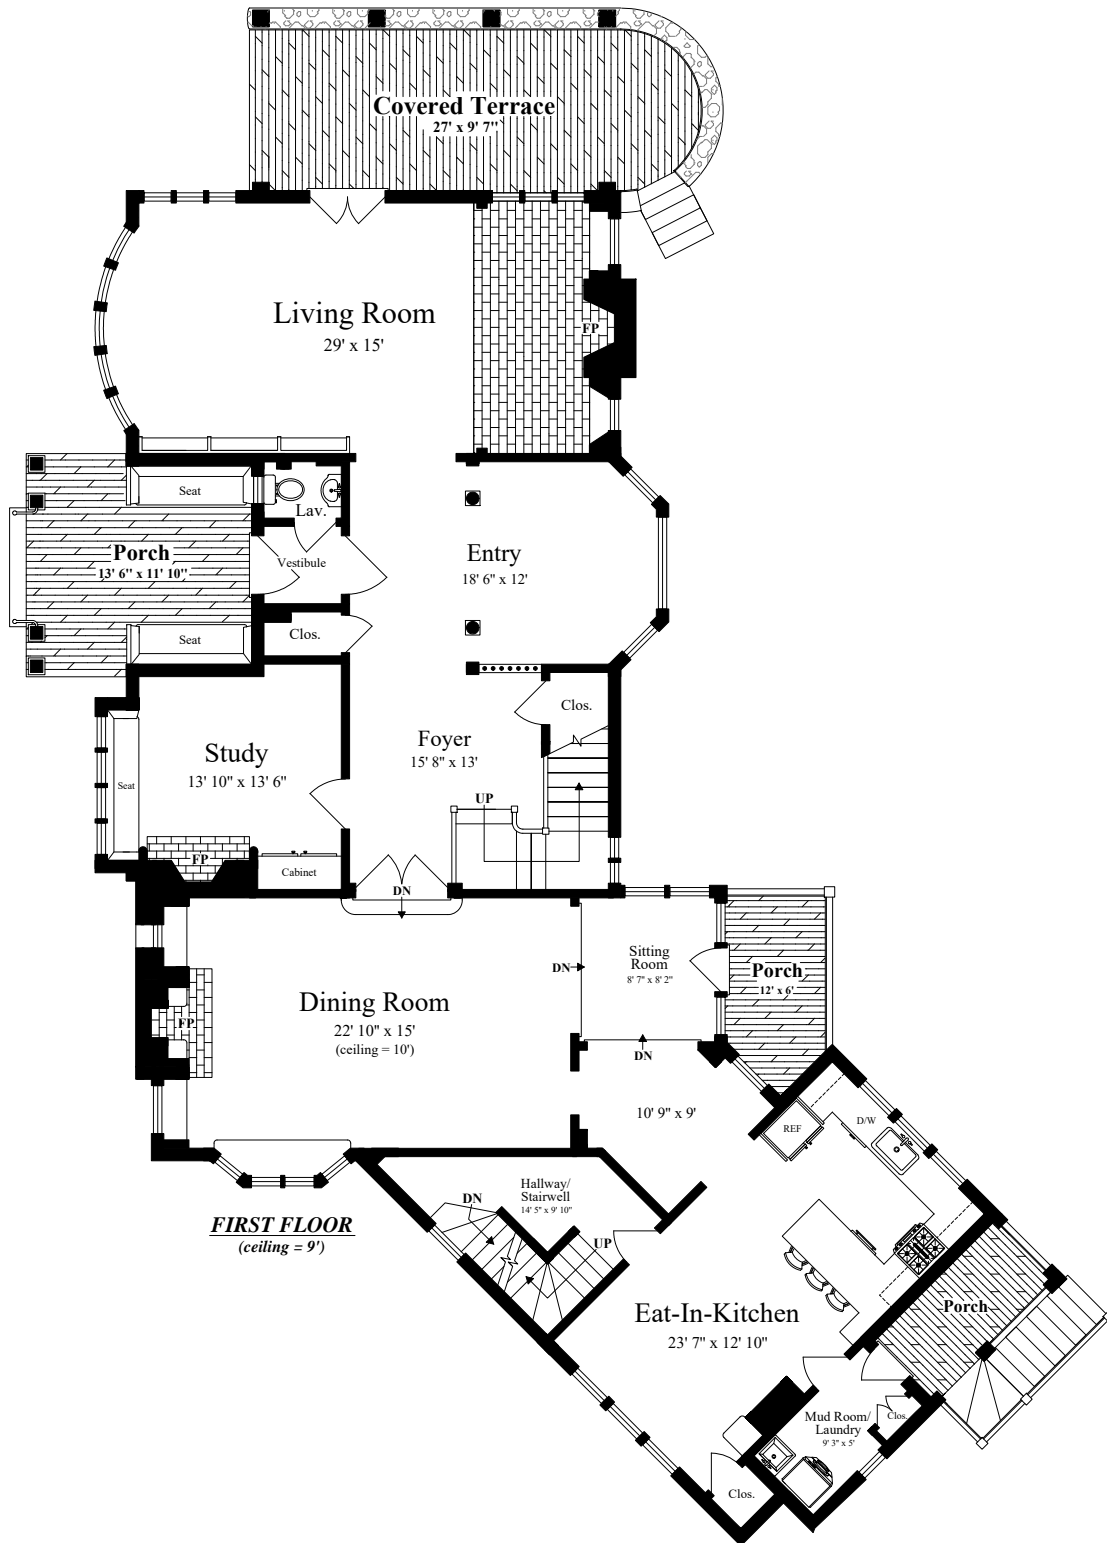 Covered Terrace
27' x 9' 7"
Living Room
29' x 15'
FP
Seat
Lav.
Porch
13' 6" x 11' 10"
Vestibule
Entry
18' 6" x 12'
Seat
Clos.
Clos.
Study
13' 10" x 13' 6"
Foyer
15' 8" x 13'
Seat
UP
FP
Cabinet
DN
Sitting
Room
8' 7" x 8' 2"
DN
Porch
12' x 6'
Dining Room
22' 10" x 15'
(ceiling = 10')
FP
DN
10' 9" x 9'
REF
D/W
Hallway/
Stairwell
14' 5" x 9' 10"
DN
UP
FIRST FLOOR
(ceiling = 9')
Eat-In-Kitchen
23' 7" x 12' 10"
Porch
Mud Room/
Laundry
9' 3" x 5'
Clos.
Clos.